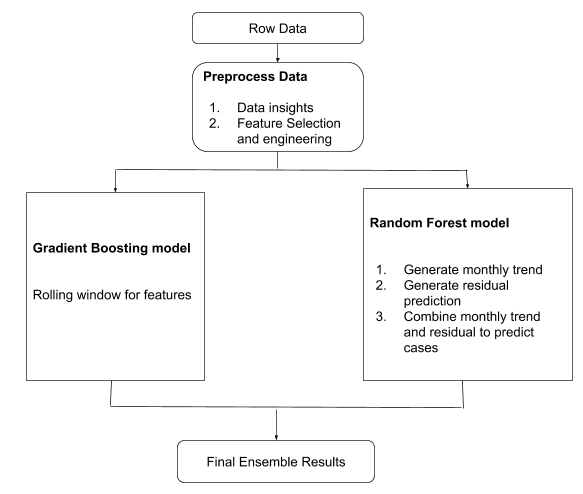 Row Data
Preprocess Data
1. Data insights
2. Feature Selection
and engineering
Gradient Boosting model
Rolling window for features
Random Forest model
1. Generate monthly trend
2. Generate residual
prediction
3. Combine monthly trend
and residual to predict
cases
Final Ensemble Results